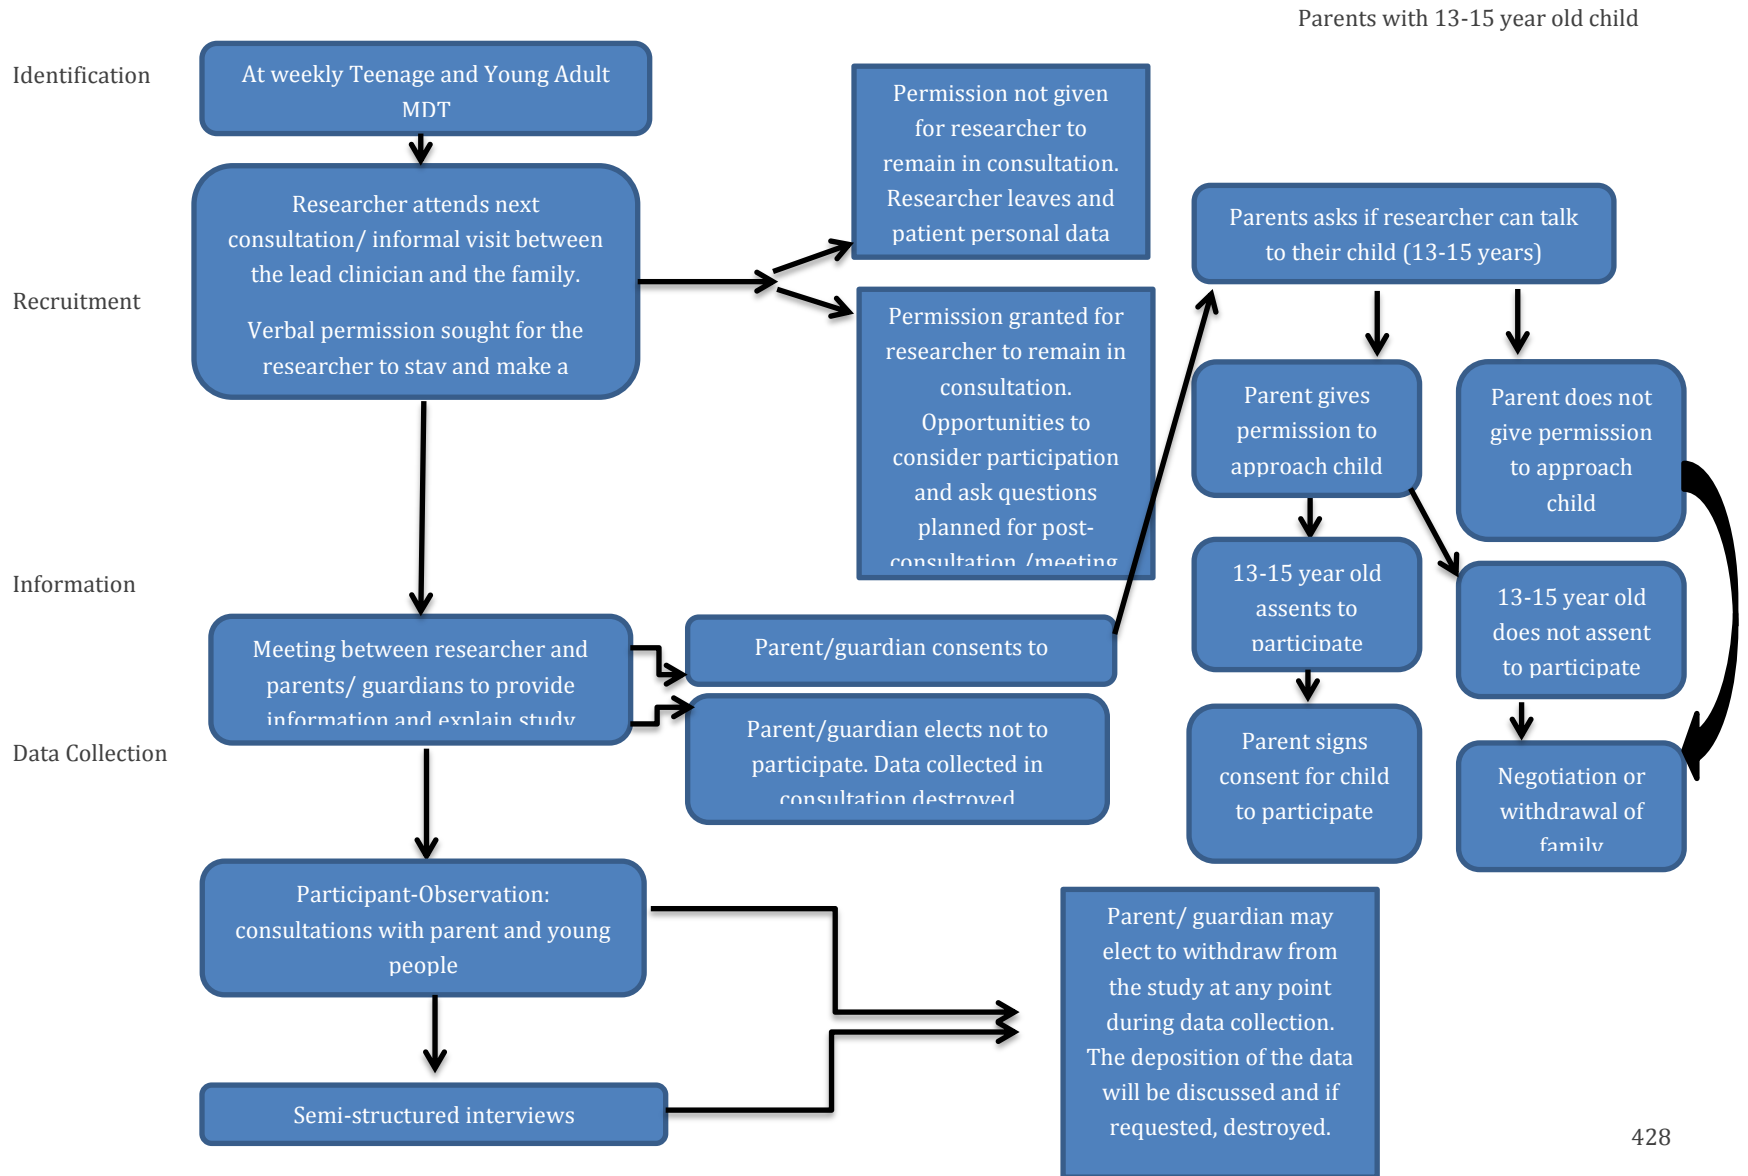 Parents with 13-15 year old child
Identification
At weekly Teenage and Young Adult
MDT
Recruitment
Researcher attends next
consultation/ informal visit between
the lead clinician and the family.
Verbal permission sought for the
researcher to stay and make a
Permission not given
for researcher to
remain in consultation.
Researcher leaves and
patient personal data
Permission granted for
researcher to remain in
consultation.
Opportunities to
consider participation
and ask questions
planned for post-
consultation /meeting
Information
Meeting between researcher and
parents/ guardians to provide
information and explain study
Parent/guardian consents to
Parent/guardian elects not to
participate. Data collected in
consultation destroyed
Parents asks if researcher can talk
to their child (13-15 years)
Parent gives
permission to
approach child
Parent does not
give permission
to approach
child
13-15 year old
assents to
participate
13-15 year old
does not assent
to participate
Parent signs
consent for child
to participate
Negotiation or
withdrawal of
family
Data Collection
Participant-Observation:
consultations with parent and young
people
Semi-structured interviews
Parent/ guardian may
elect to withdraw from
the study at any point
during data collection.
The deposition of the data
will be discussed and if
requested, destroyed.
428